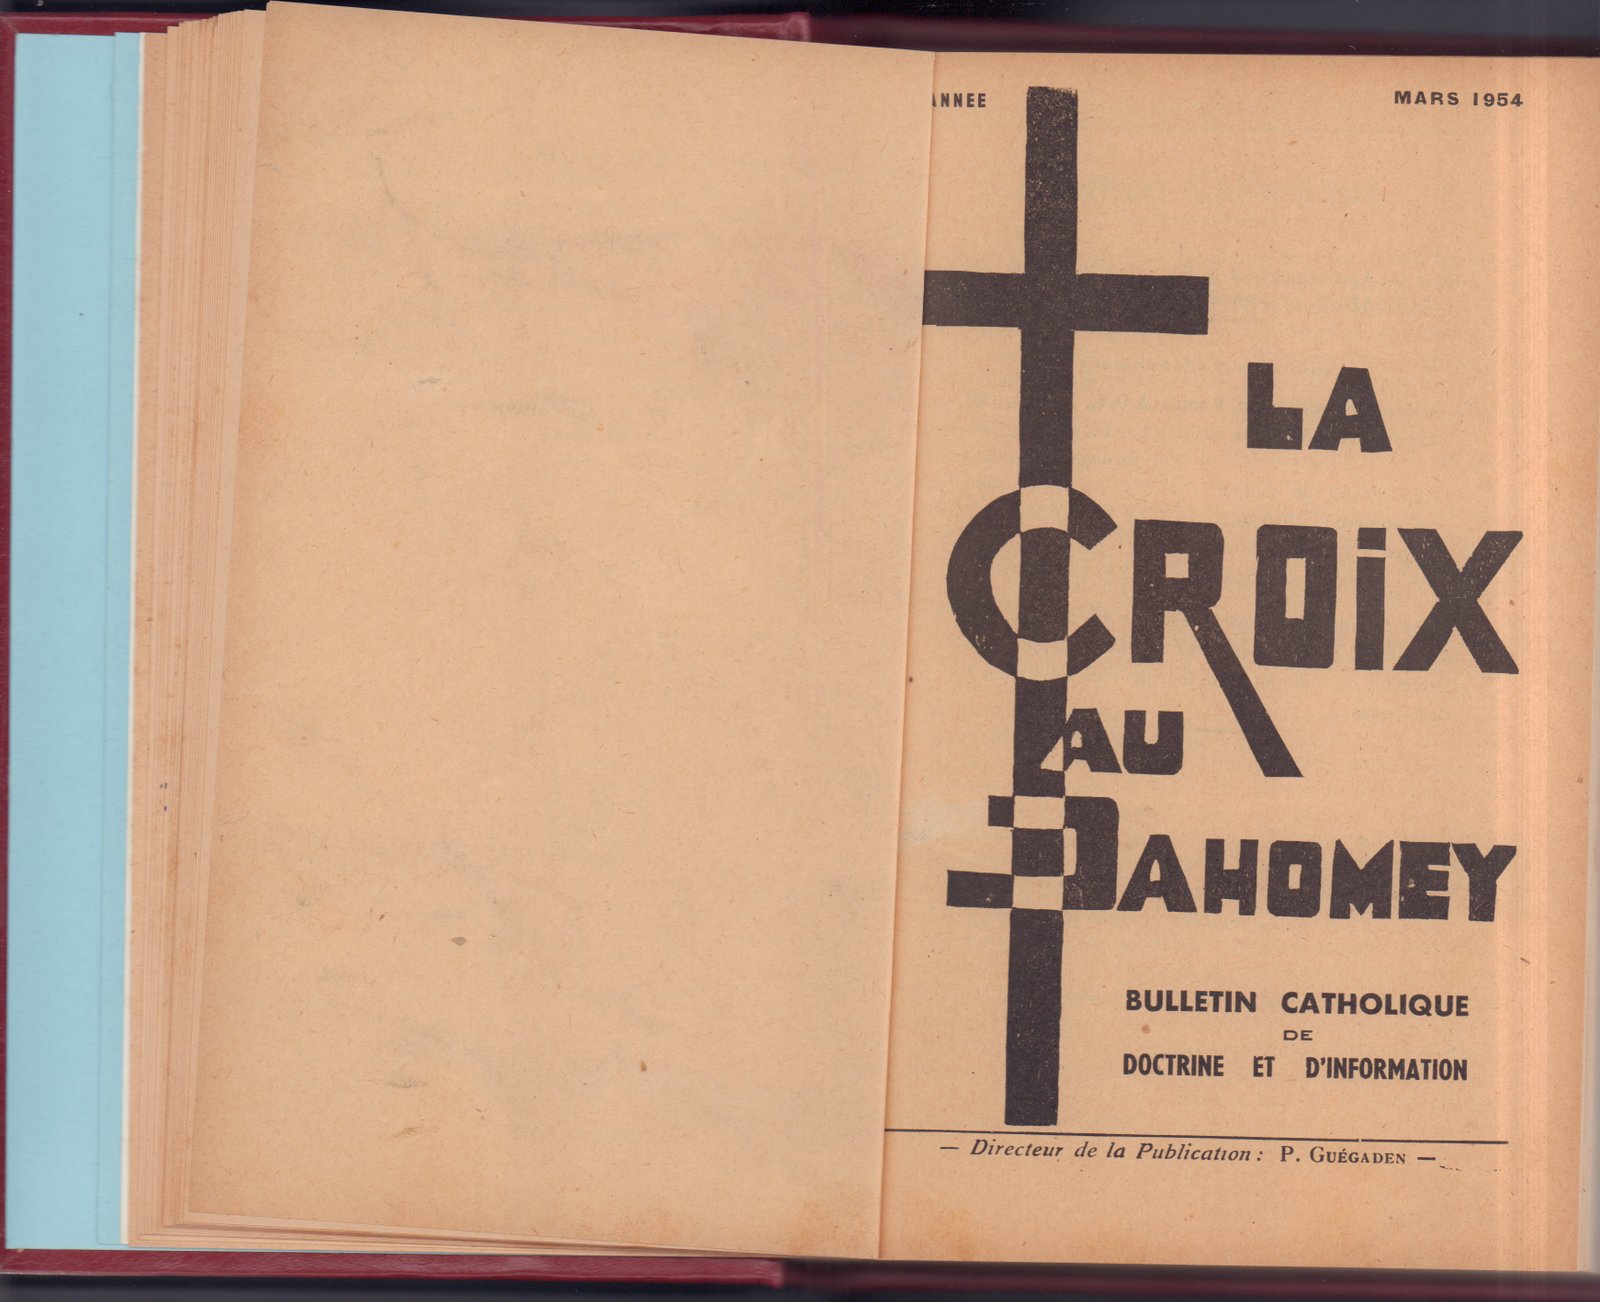 ANNEE
MARS 1954
LA
CROiX
AU
DAHOMEY
BULLETIN CATHOLIQUE
DE
DOCTRINE ET D'INFORMATION
— Directeur de la Publication : P. GUÉGADEN —